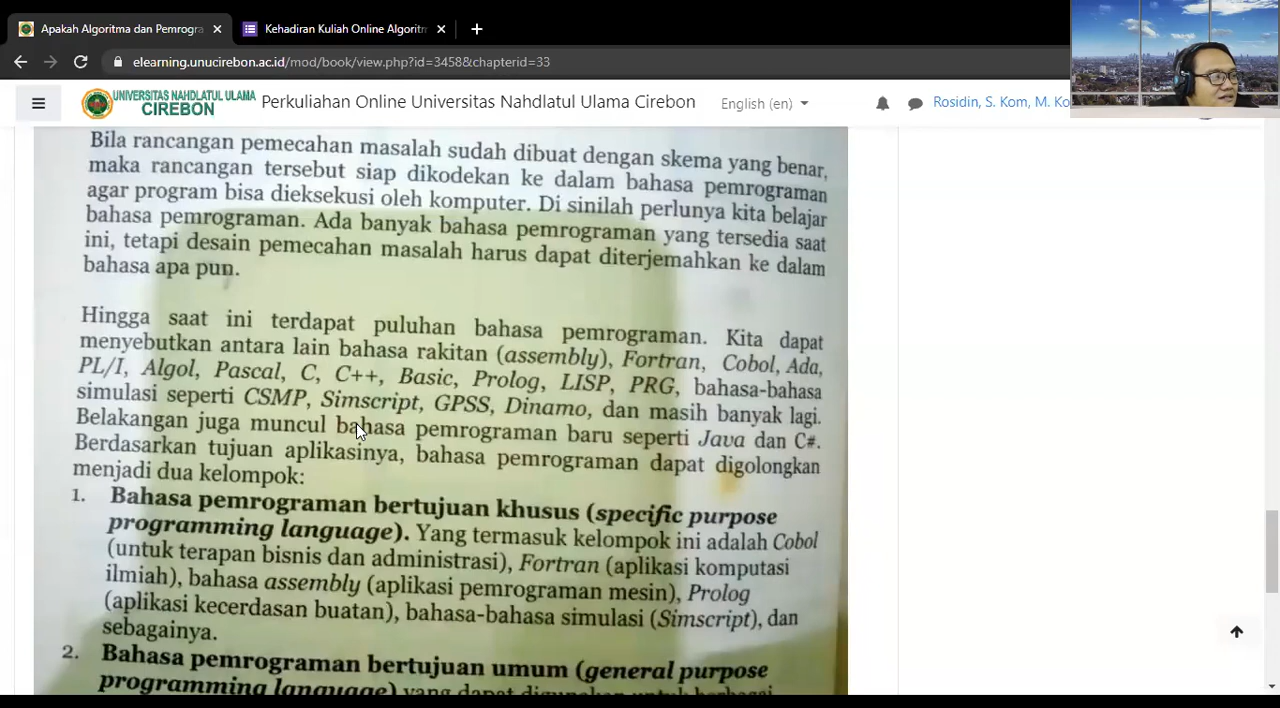 Apakah Algoritma dan Pemrogra
Kehadiran Kuliah Online Algoritm
elearning.unucirebon.ac.id/mod/book/view.php?id=3458&chapterid=33
UNIVERSITAS NAHDLATUL ULAMA
CIREBON
Perkuliahan Online Universitas Nahdlatul Ulama Cirebon
English (en)
Rosidin, S. Kom, M. Ko
Bila rancangan pemecahan masalah sudah dibuat dengan skema yang benar,
maka rancangan tersebut siap dikodekan ke dalam bahasa pemrograman
agar program bisa dieksekusi oleh komputer. Di sinilah perlunya kita belajar
bahasa pemrograman. Ada banyak bahasa pemrograman yang tersedia saat
ini, tetapi desain pemecahan masalah harus dapat diterjemahkan ke dalam
bahasa apa pun.
Hingga saat ini terdapat puluhan bahasa pemrograman. Kita dapat
menyebutkan antara lain bahasa rakitan (assembly), Fortran, Cobol, Ada,
PL/I, Algol, Pascal, C, C++, Basic, Prolog, LISP, PRG, bahasa-bahasa
simulasi seperti CSMP, Simscript, GPSS, Dinamo, dan masih banyak lagi.
Belakangan juga muncul bahasa pemrograman baru seperti Java dan C#.
Berdasarkan tujuan aplikasinya, bahasa pemrograman dapat digolongkan
menjadi dua kelompok:
1. Bahasa pemrograman bertujuan khusus (specific purpose
programming language). Yang termasuk kelompok ini adalah Cobol
(untuk terapan bisnis dan administrasi), Fortran (aplikasi komputasi
ilmiah), bahasa assembly (aplikasi pemrograman mesin), Prolog
(aplikasi kecerdasan buatan), bahasa-bahasa simulasi (Simscript), dan
sebagainya.
2. Bahasa pemrograman bertujuan umum (general purpose
programming language) yang dapat digunakan untuk berbagai